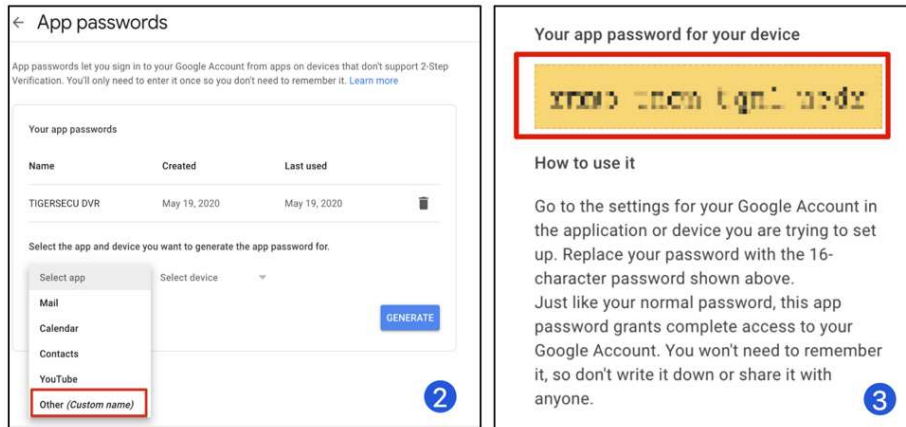 ← App passwords
App passwords let you sign in to your Google Account from apps on devices that don't support 2-Step
Verification. You'll only need to enter it once so you don't need to remember it. Learn more
Your app passwords
Name Created Last used
TIGERSECU DVR May 19, 2020 May 19, 2020
Select the app and device you want to generate the app password for.
Select app Select device
Mail
Calendar
GENERATE
Contacts
YouTube
Other (Custom name)
2
Your app password for your device
How to use it
Go to the settings for your Google Account in
the application or device you are trying to set
up. Replace your password with the 16-
character password shown above.
Just like your normal password, this app
password grants complete access to your
Google Account. You won't need to remember
it, so don't write it down or share it with
anyone.
3